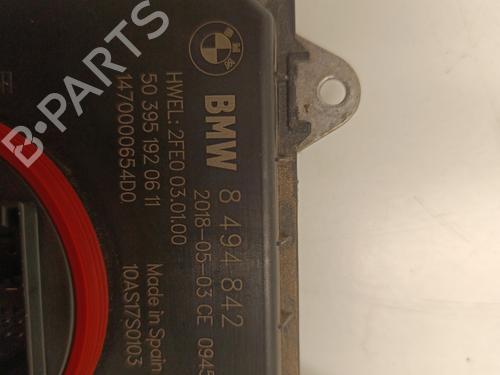 BMW 8 494 842
HWEL: 2FE0 03.01.00 2018-05-03 CE
50 395 192 06 11
1470000654D0 Made in Spain
10AS17S0103
B-PARTS